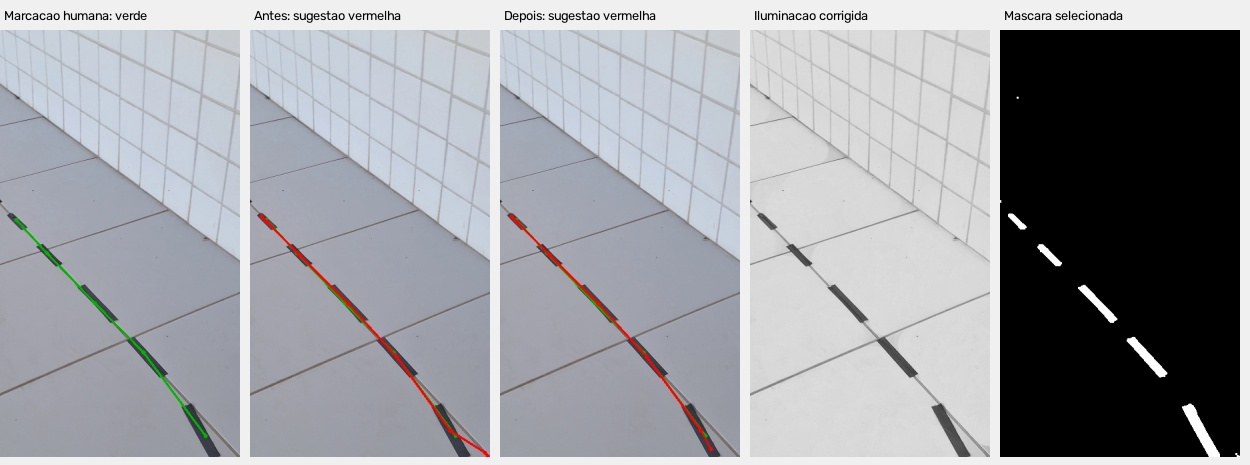 Marcacao humana: verde
Antes: sugestao vermelha
Depois: sugestao vermelha
Iluminacao corrigida
Mascara selecionada